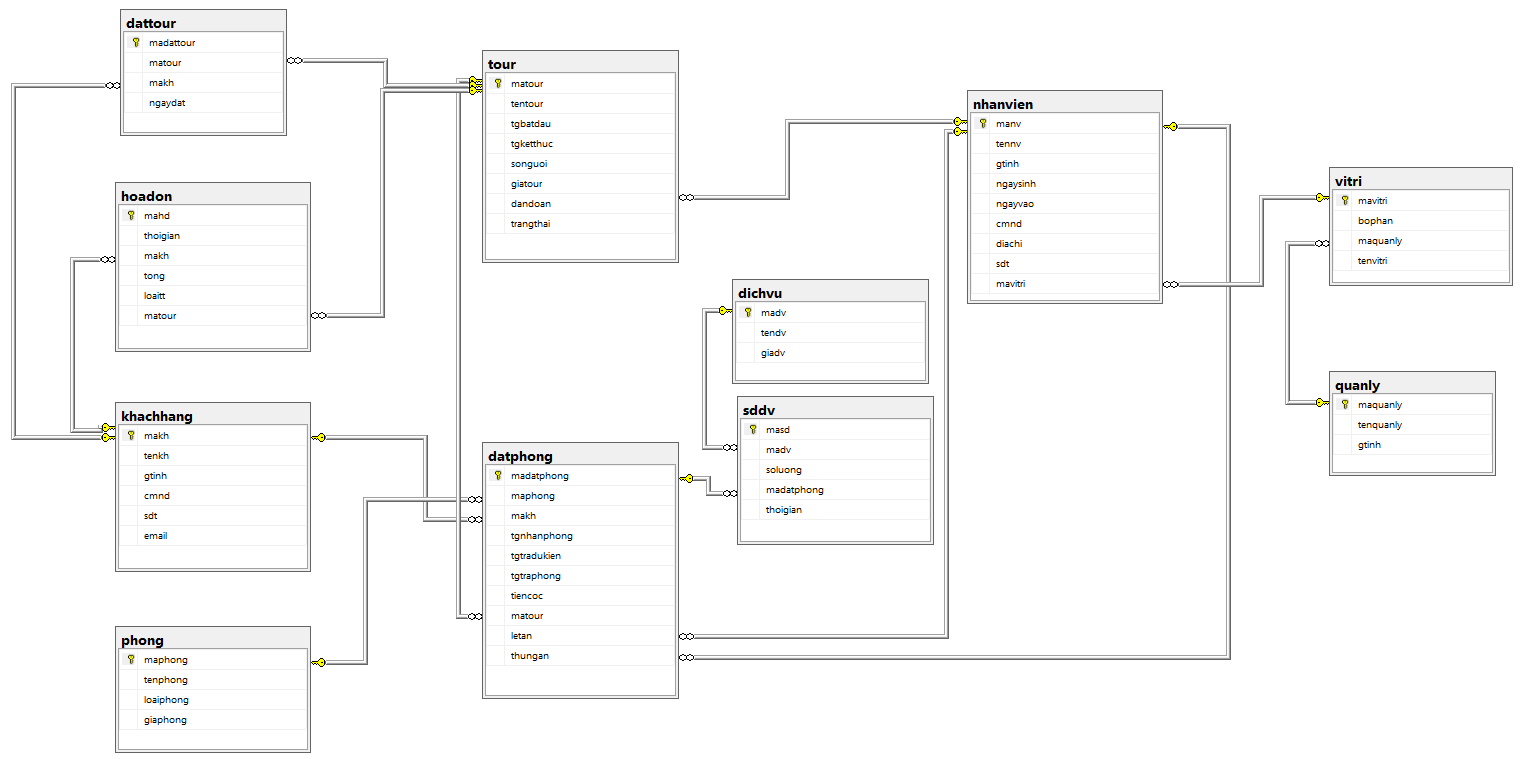 dattour
madattour
matour
makh
ngaydat
hoadon
mahd
thoigian
makh
tong
loaitt
matour
khachhang
makh
tenkh
gtinh
cmnd
sdt
email
phong
maphong
tenphong
loaiphong
giaphong
tour
matour
tentour
tgbatdau
tgketthuc
songuoi
giatour
dandoan
trangthai
datphong
madatphong
maphong
makh
tgnhanphong
tgtradukien
tgtraphong
tiencoc
matour
letan
thungan
dichvu
madv
tendv
giadv
sddv
masd
madv
soluong
madatphong
thoigian
nhanvien
manv
tennv
gtinh
ngaysinh
ngayvao
cmnd
diachi
sdt
mavitri
vitri
mavitri
bophan
maquanly
tenvitri
quanly
maquanly
tenquanly
gtinh